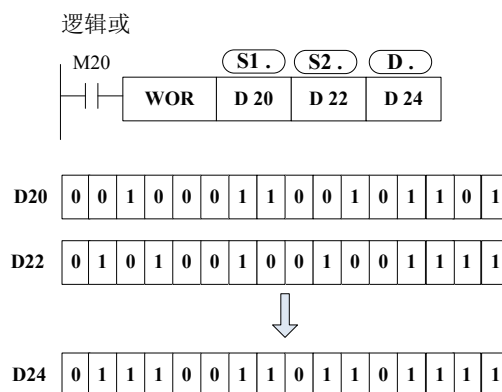 逻辑或
M20 S1. S2. D.
WOR D 20 D 22 D 24
D20 0 0 1 0 0 0 1 1 0 0 1 0 1 1 0 1
D22 0 1 0 1 0 0 1 0 0 1 0 0 1 1 1 1
D24 0 1 1 1 0 0 1 1 0 1 1 0 1 1 1 1